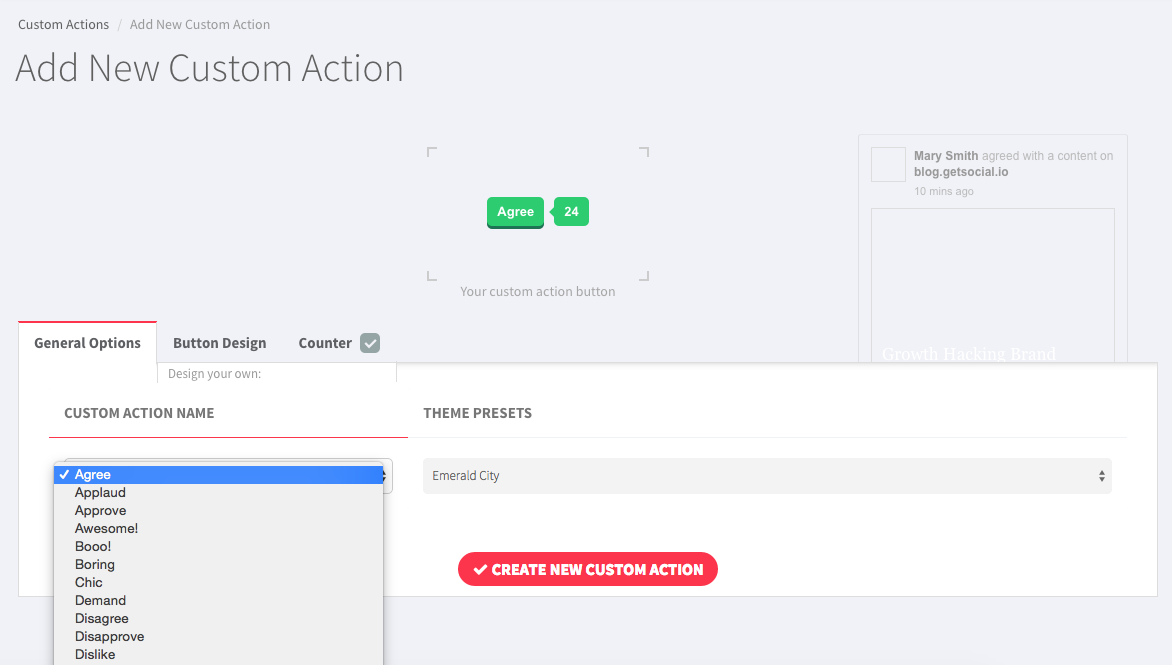 Custom Actions / Add New Custom Action
Add New Custom Action
Mary Smith agreed with a content on
blog.getsocial.io
10 mins ago
Agree 24
Your custom action button
Growth Hacking Brand
General Options Button Design Counter
Design your own:
CUSTOM ACTION NAME THEME PRESETS
Agree
Emerald City
Applaud
Approve
Awesome!
Booo!
Boring
Chic
Demand
Disagree
Disapprove
Dislike
CREATE NEW CUSTOM ACTION